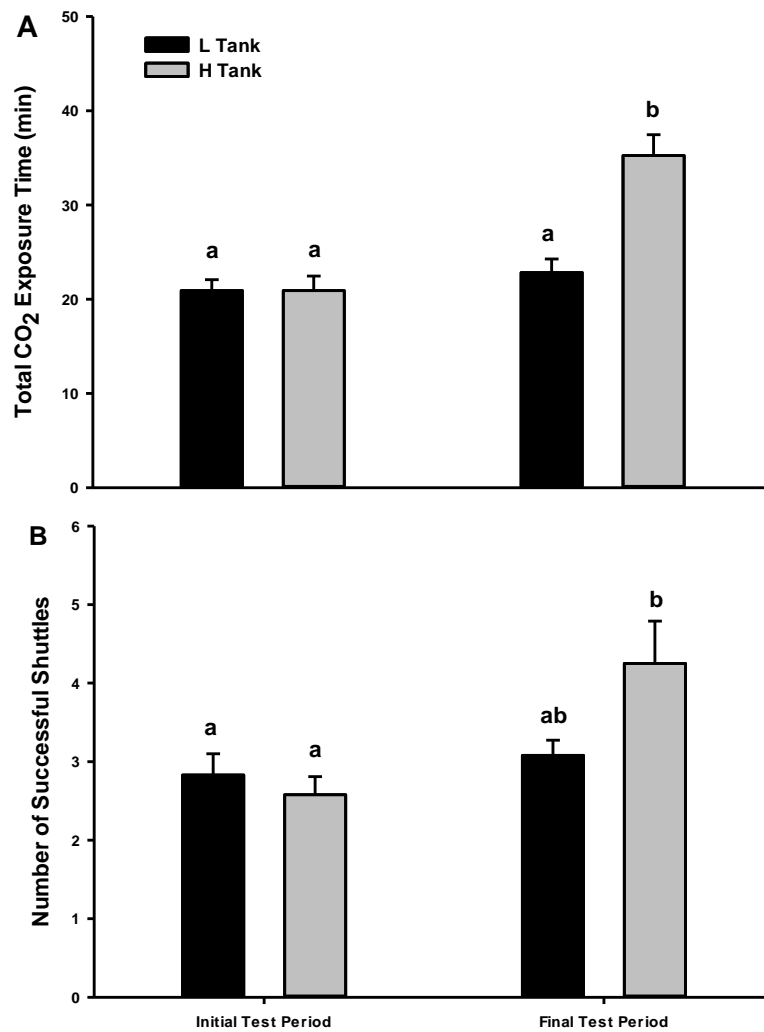 A
50
L Tank
H Tank
40
b
30
a
a
a
20
10
0
Total CO2 Exposure Time (min)
B
6
5
b
4
ab
a
a
3
2
1
0
Number of Successful Shuttles
Initial Test Period
Final Test Period